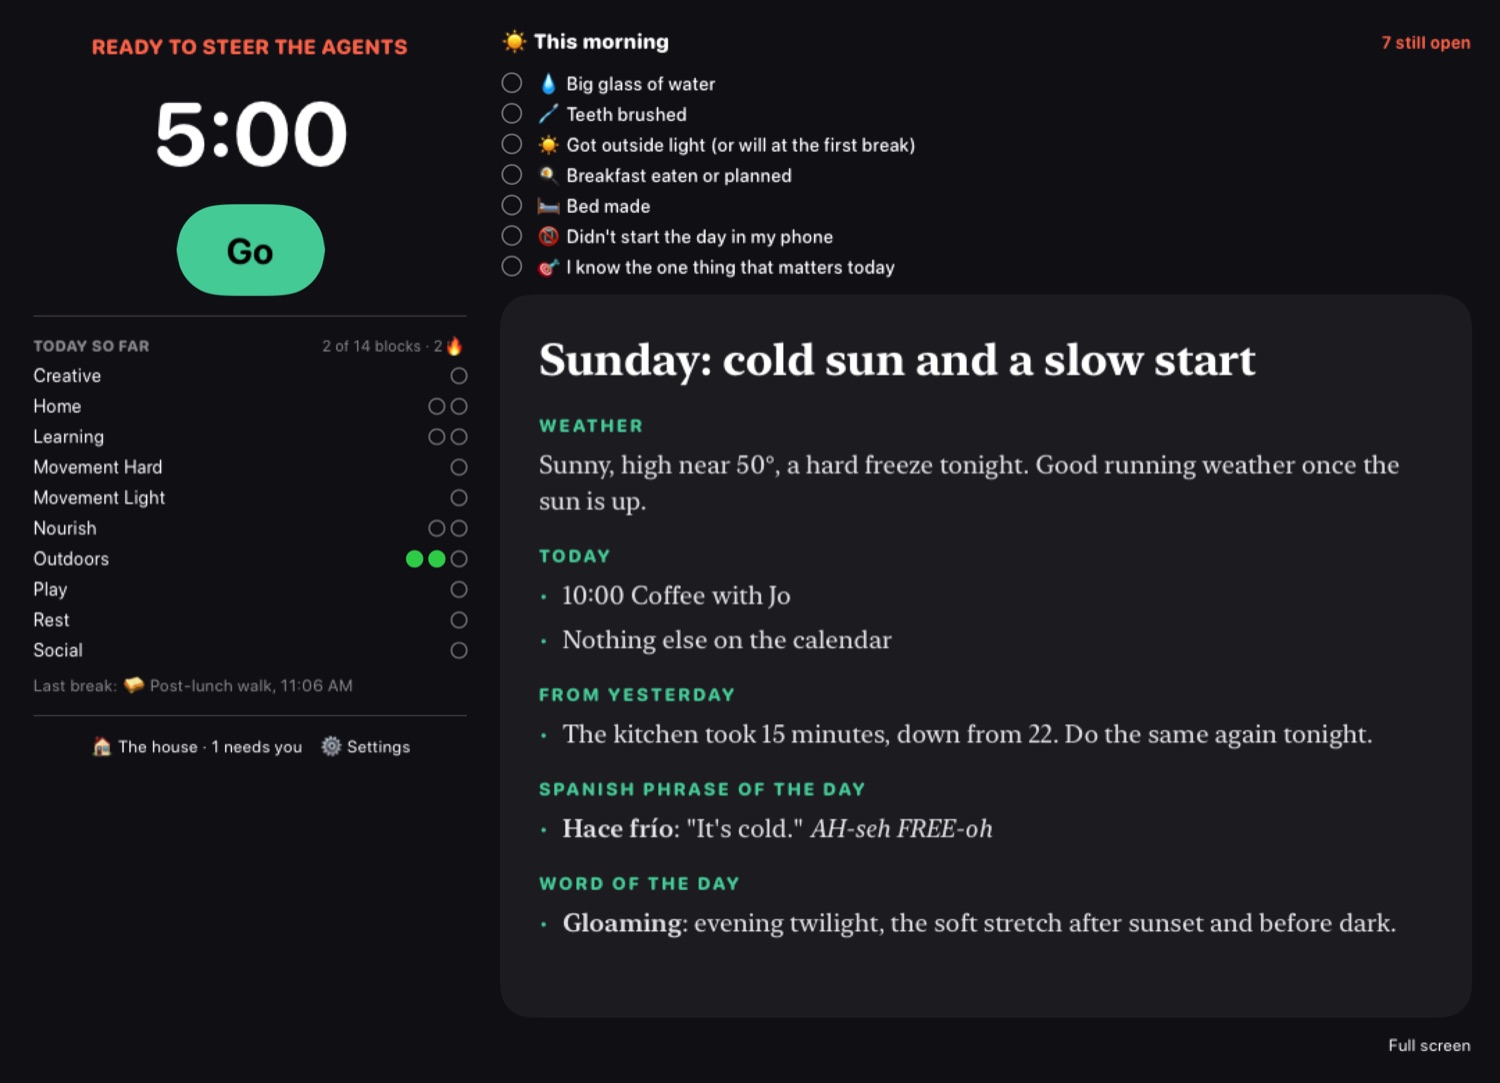 READY TO STEER THE AGENTS
5:00
Go
TODAY SO FAR 2 of 14 blocks · 2🔥
Creative
Home
Learning
Movement Hard
Movement Light
Nourish
Outdoors
Play
Rest
Social
Last break: Post-lunch walk, 11:06 AM
The house · 1 needs you Settings
This morning 7 still open
Big glass of water
Teeth brushed
Got outside light (or will at the first break)
Breakfast eaten or planned
Bed made
Didn't start the day in my phone
I know the one thing that matters today
Sunday: cold sun and a slow start
WEATHER
Sunny, high near 50°, a hard freeze tonight. Good running weather once the
sun is up.
TODAY
· 10:00 Coffee with Jo
· Nothing else on the calendar
FROM YESTERDAY
· The kitchen took 15 minutes, down from 22. Do the same again tonight.
SPANISH PHRASE OF THE DAY
· Hace frío: "It's cold." AH-seh FREE-oh
WORD OF THE DAY
· Gloaming: evening twilight, the soft stretch after sunset and before dark.
Full screen